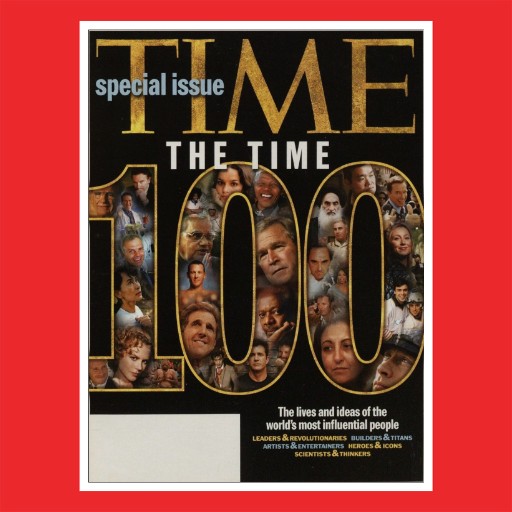 TIME
special issue
THE TIME
100
The lives and ideas of the
world's most influential people
LEADERS & REVOLUTIONARIES BUILDERS & TITANS
ARTISTS & ENTERTAINERS HEROES & ICONS
SCIENTISTS & THINKERS